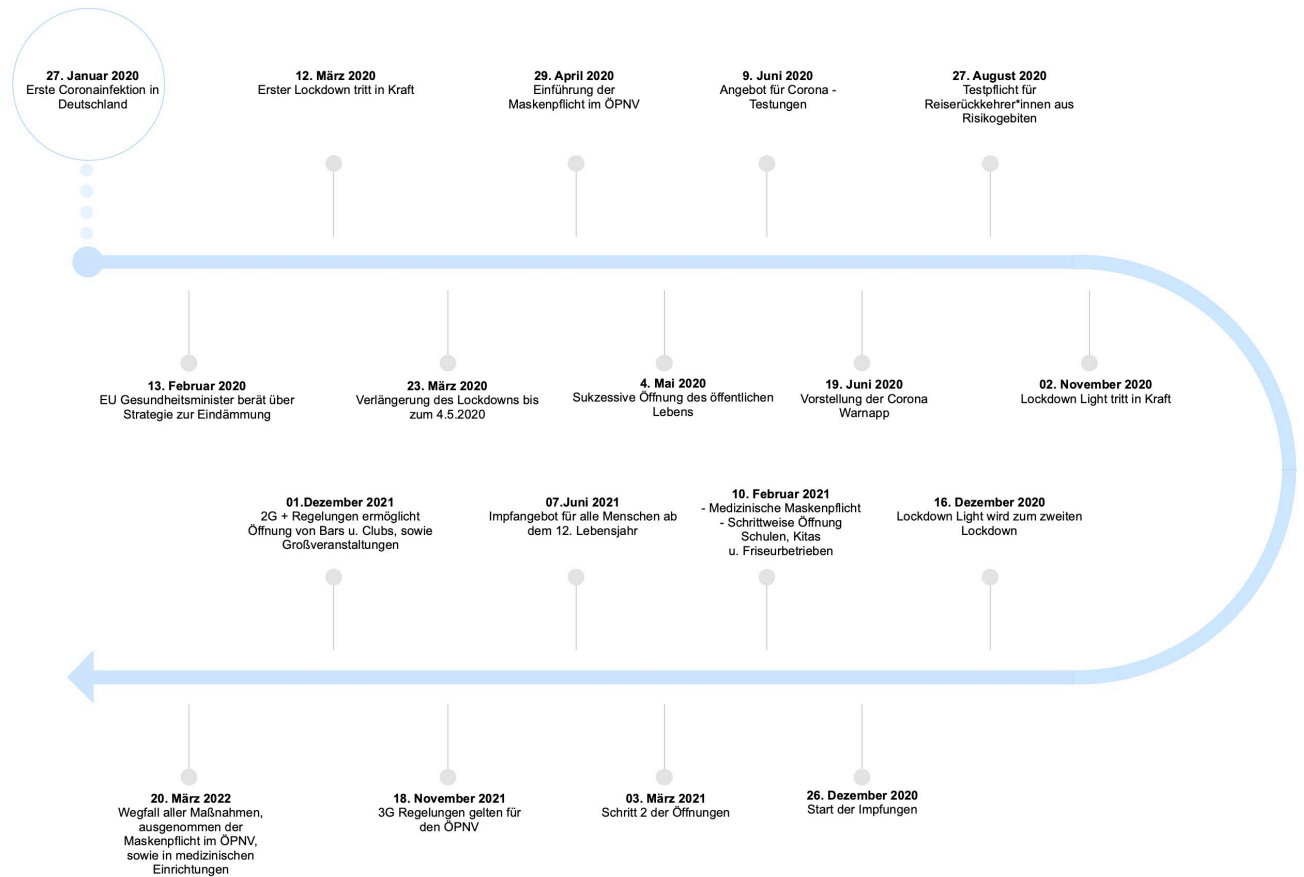 27. Januar 2020
Erste Coronainfektion in
Deutschland
13. Februar 2020
EU Gesundheitsminister berät über
Strategie zur Eindämmung
12. März 2020
Erster Lockdown tritt in Kraft
23. März 2020
Verlängerung des Lockdowns bis
zum 4.5.2020
29. April 2020
Einführung der
Maskenpflicht im ÖPNV
4. Mai 2020
Sukzessive Öffnung des öffentlichen
Lebens
9. Juni 2020
Angebot für Corona -
Testungen
19. Juni 2020
Vorstellung der Corona
Warnapp
27. August 2020
Testpflicht für
Reiserückkehrer*innen aus
Risikogebiten
02. November 2020
Lockdown Light tritt in Kraft
16. Dezember 2020
Lockdown Light wird zum zweiten
Lockdown
26. Dezember 2020
Start der Impfungen
10. Februar 2021
- Medizinische Maskenpflicht
- Schrittweise Öffnung
Schulen, Kitas
u. Friseurbetrieben
03. März 2021
Schritt 2 der Öffnungen
07.Juni 2021
Impfangebot für alle Menschen ab
dem 12. Lebensjahr
18. November 2021
3G Regelungen gelten für
den ÖPNV
01.Dezember 2021
2G + Regelungen ermöglicht
Öffnung von Bars u. Clubs, sowie
Großveranstaltungen
20. März 2022
Wegfall aller Maßnahmen,
ausgenommen der
Maskenpflicht im ÖPNV,
sowie in medizinischen
Einrichtungen